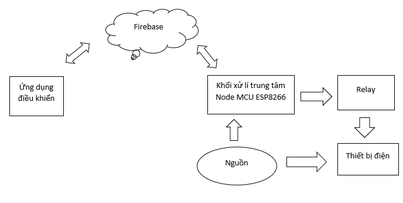 Firebase
Ứng dụng
điều khiển
Khối xử lí trung tâm
Node MCU ESP8266
Relay
Nguồn
Thiết bị điện